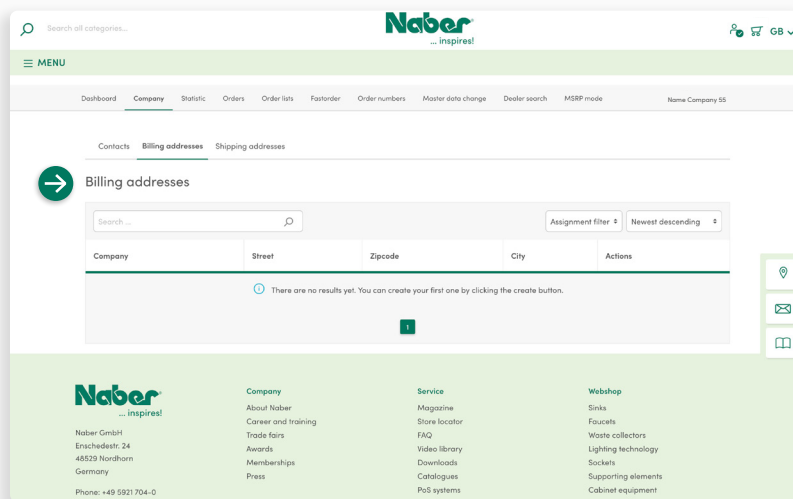 Search all categories...
Naber
... inspires!
GB
MENU
Dashboard Company Statistic Orders Order lists Fastorder Order numbers Master data change Dealer search MSRP mode Name Company 55
Contacts Billing addresses Shipping addresses
Billing addresses
Search ... Assignment filter Newest descending
Company Street Zipcode City Actions
There are no results yet. You can create your first one by clicking the create button.
1
Naber
... inspires!
Naber GmbH
Enschedestr. 24
48529 Nordhorn
Germany
Phone: +49 5921 704-0
Company
About Naber
Career and training
Trade fairs
Awards
Memberships
Press
Service
Magazine
Store locator
FAQ
Video library
Downloads
Catalogues
PoS systems
Webshop
Sinks
Faucets
Waste collectors
Lighting technology
Sockets
Supporting elements
Cabinet equipment